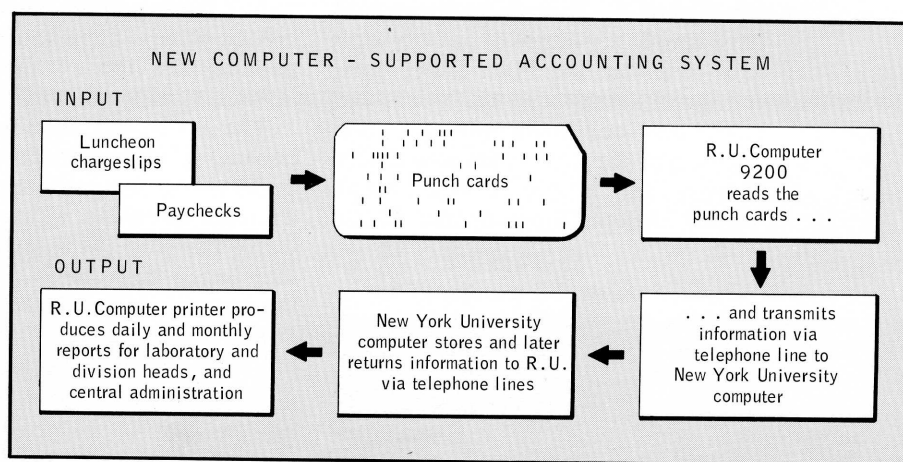 NEW COMPUTER - SUPPORTED ACCOUNTING SYSTEM
INPUT
Luncheon
chargeslips
Paychecks
Punch cards
R.U.Computer
9200
reads the
punch cards . . .
. . . and transmits
information via
telephone line to
New York University
computer
New York University
computer stores and later
returns information to R.U.
via telephone lines
OUTPUT
R.U.Computer printer pro-
duces daily and monthly
reports for laboratory and
division heads, and
central administration